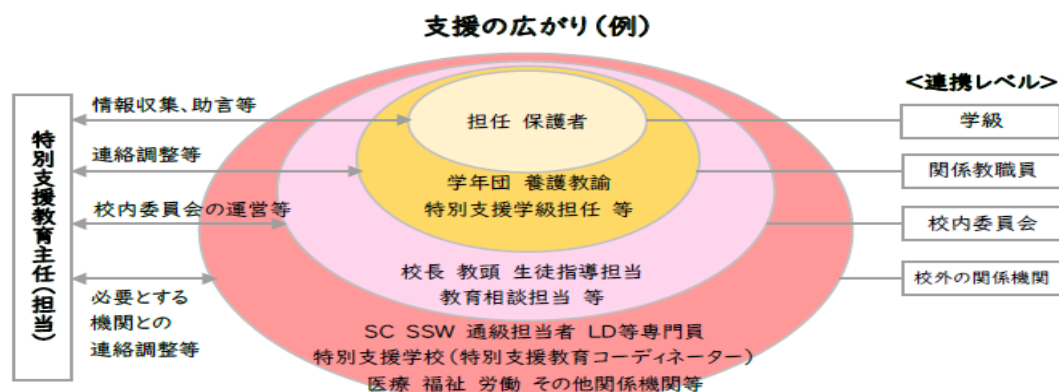 支援の広がり(例)
特別支援教育主任(担当)
情報収集、助言等
連絡調整等
校内委員会の運営等
必要とする
機関との
連絡調整等
担任 保護者
学年団 養護教諭
特別支援学級担任 等
校長 教頭 生徒指導担当
教育相談担当 等
SC SSW 通級担当者 LD等専門員
特別支援学校(特別支援教育コーディネーター)
医療 福祉 労働 その他関係機関等
<連携レベル>
学級
関係教職員
校内委員会
校外の関係機関